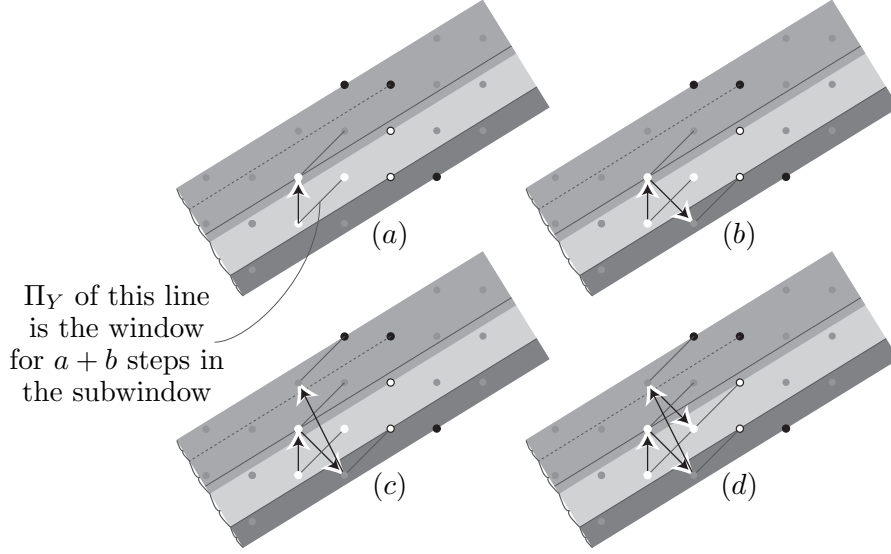 (a)
(b)
Π_Y of this line
is the window
for a + b steps in
the subwindow
(c)
(d)